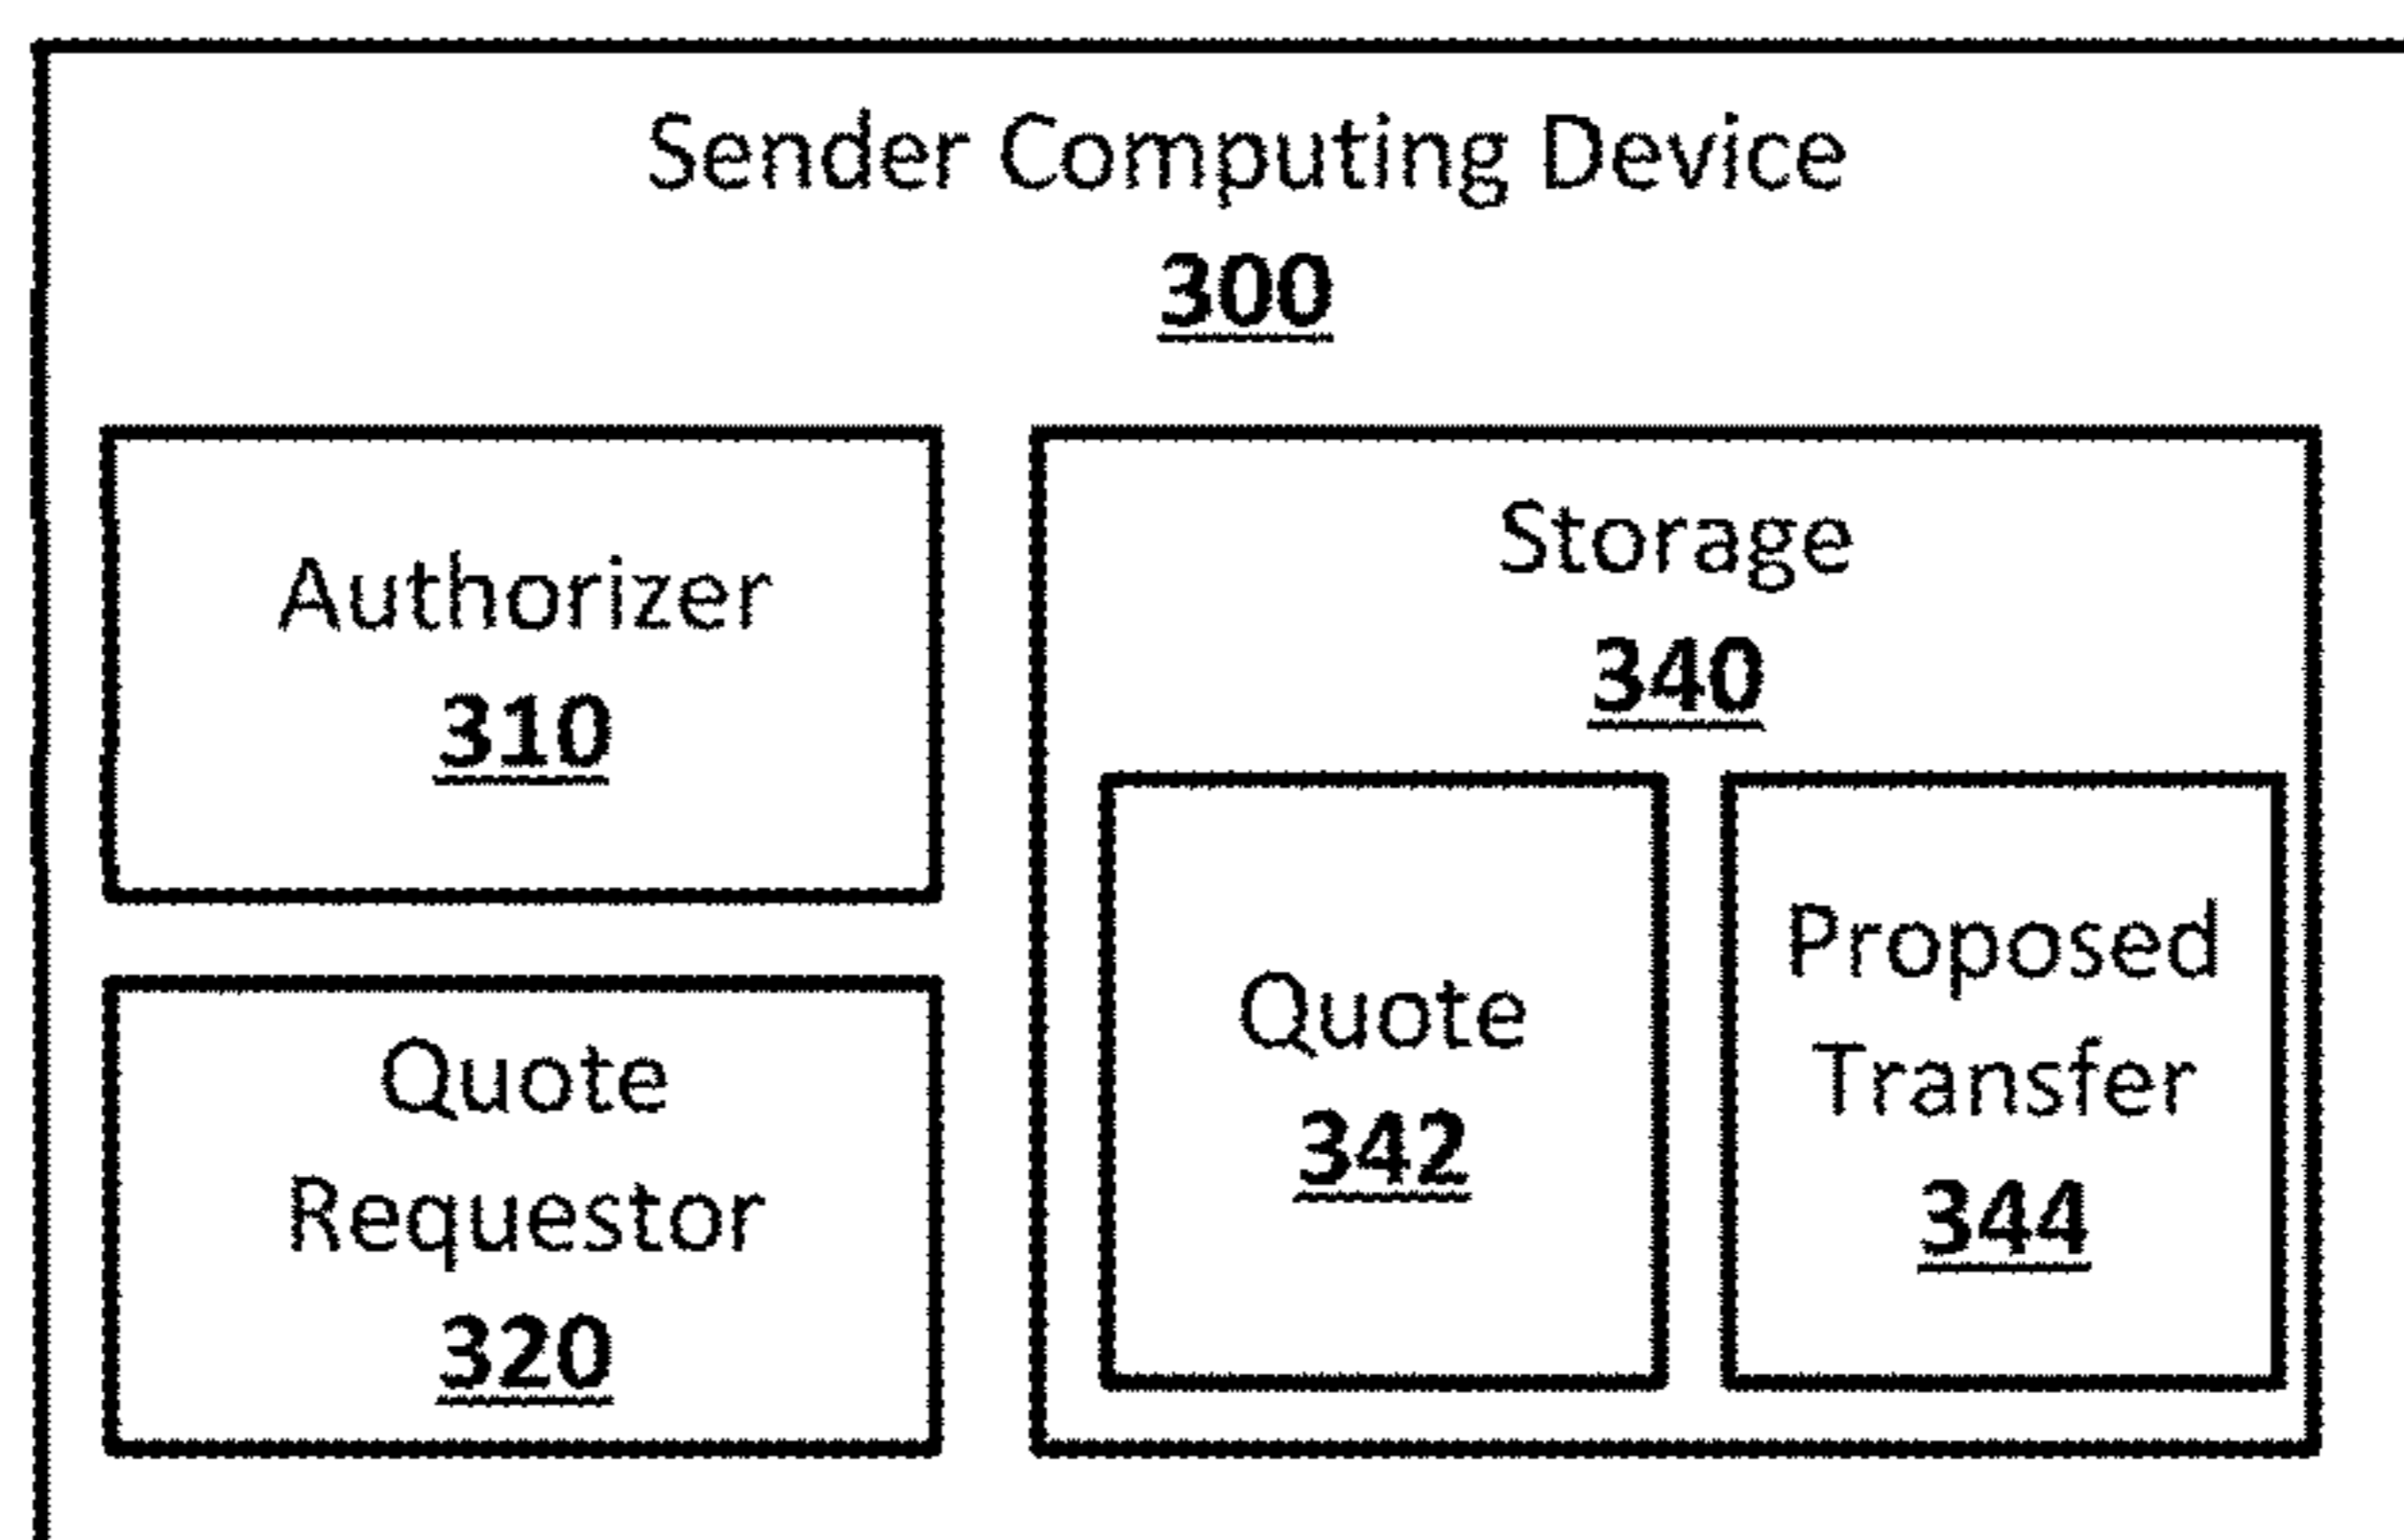 Sender Computing Device
300
Authorizer
310
Quote
Requestor
320
Storage
340
Quote
342
Proposed
Transfer
344